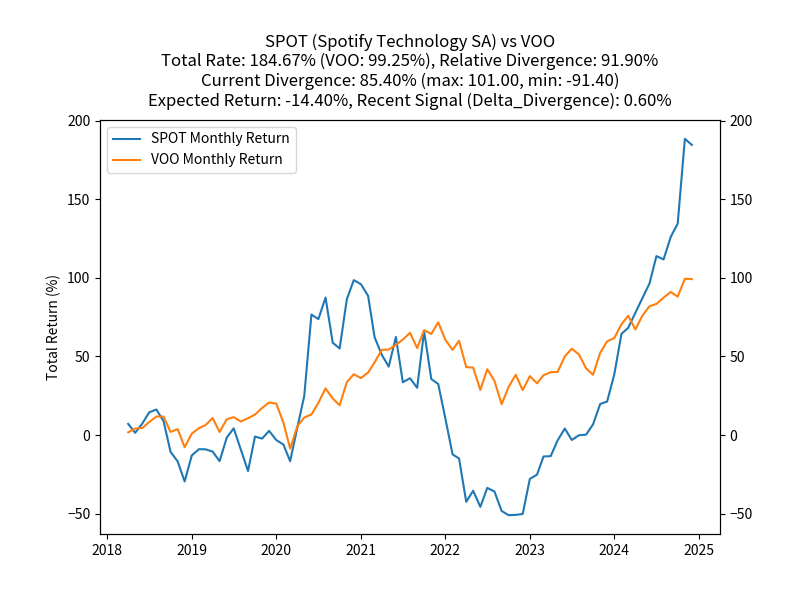 SPOT (Spotify Technology SA) vs VOO
Total Rate: 184.67% (VOO: 99.25%), Relative Divergence: 91.90%
Current Divergence: 85.40% (max: 101.00, min: -91.40)
Expected Return: -14.40%, Recent Signal (Delta_Divergence): 0.60%
SPOT Monthly Return
VOO Monthly Return
Total Return (%)
200
150
100
50
0
−50
200
150
100
50
0
−50
2018 2019 2020 2021 2022 2023 2024 2025